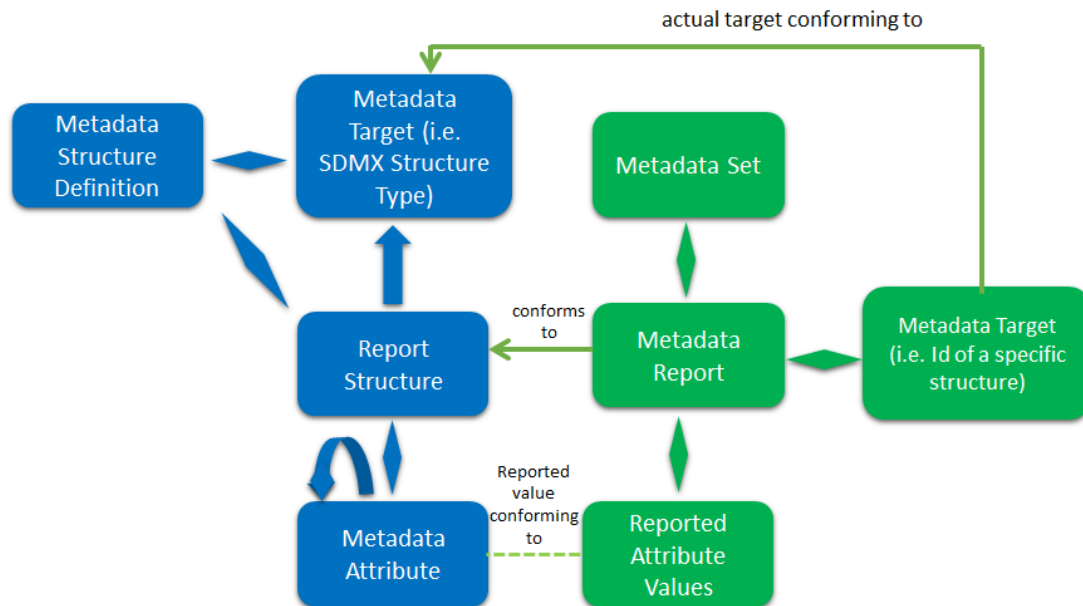 actual target conforming to
Metadata
Structure
Definition
Metadata
Target (i.e.
SDMX Structure
Type)
Metadata Set
Report
Structure
conforms
to
Metadata
Report
Metadata Target
(i.e. Id of a specific
structure)
Metadata
Attribute
Reported
value
conforming
to
Reported
Attribute
Values